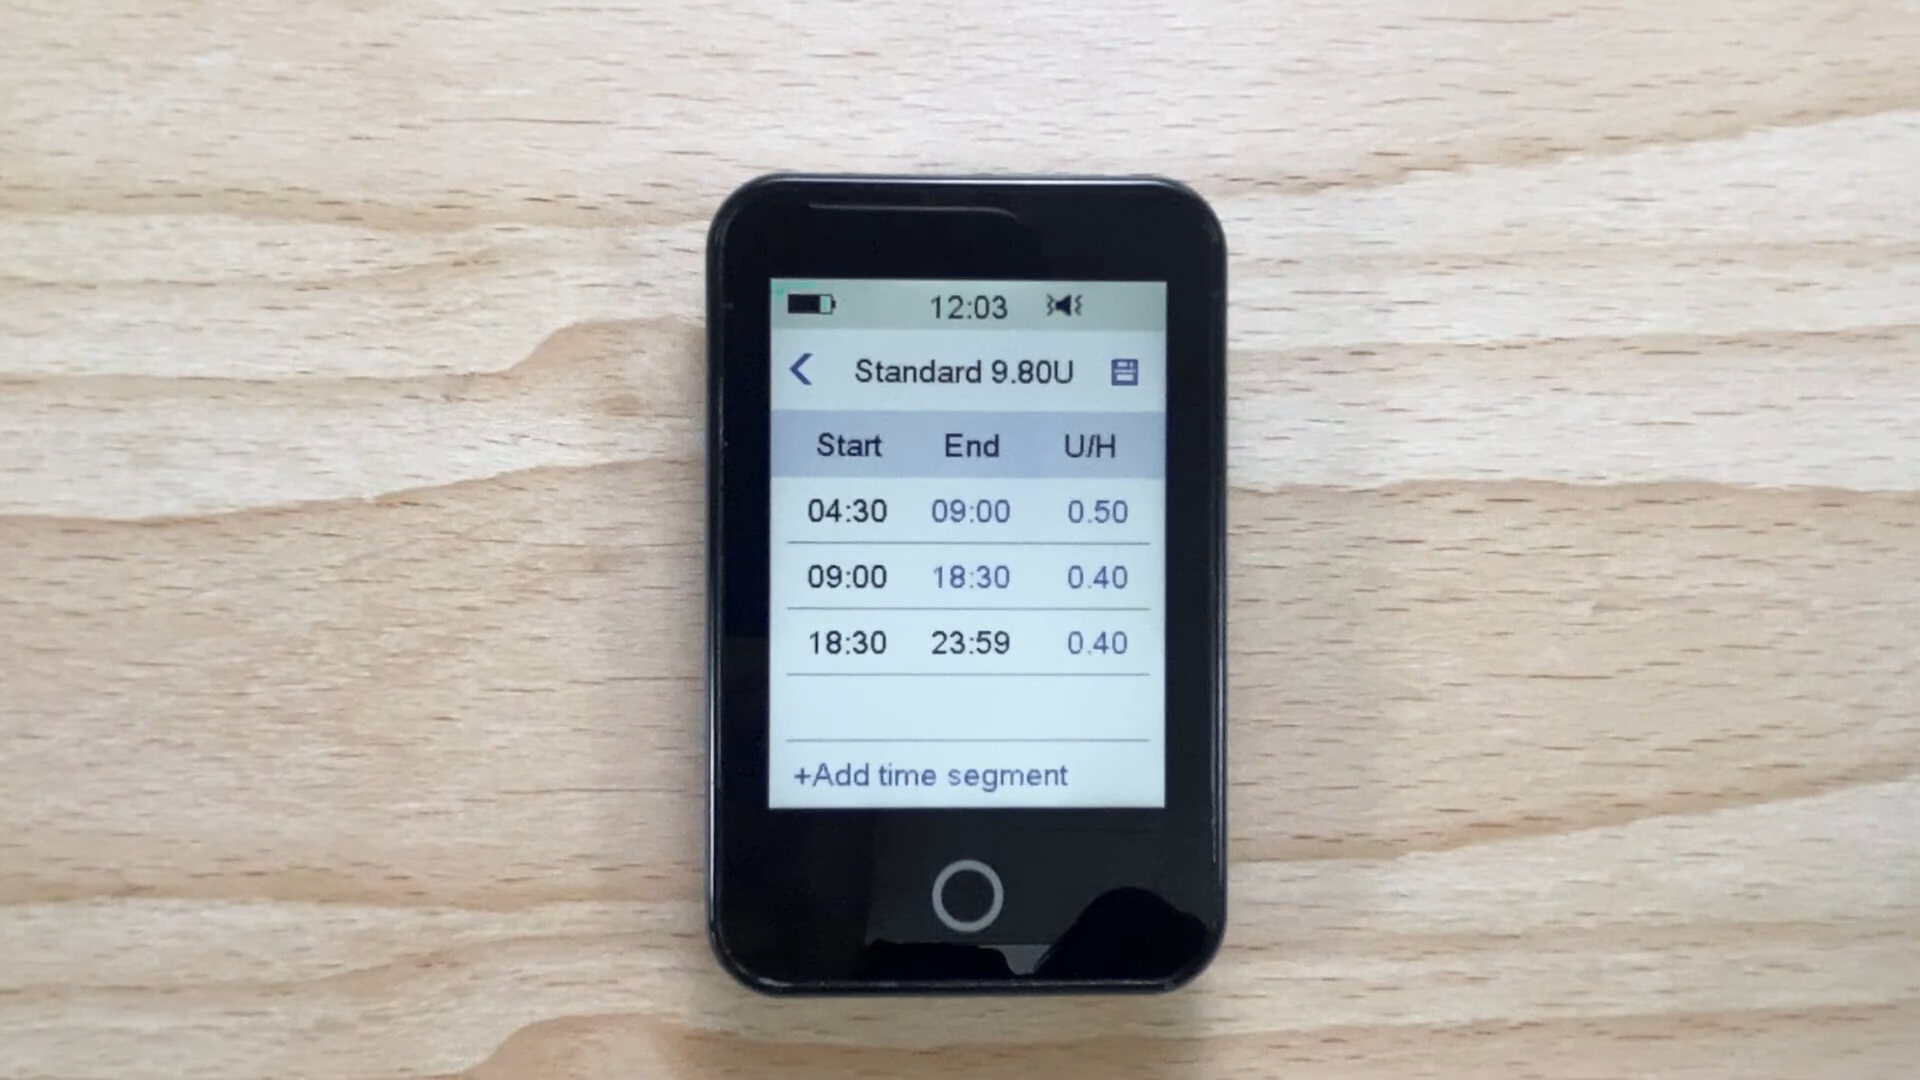 12:03
Standard 9.80U
Start End U/H
04:30 09:00 0.50
09:00 18:30 0.40
18:30 23:59 0.40
+Add time segment